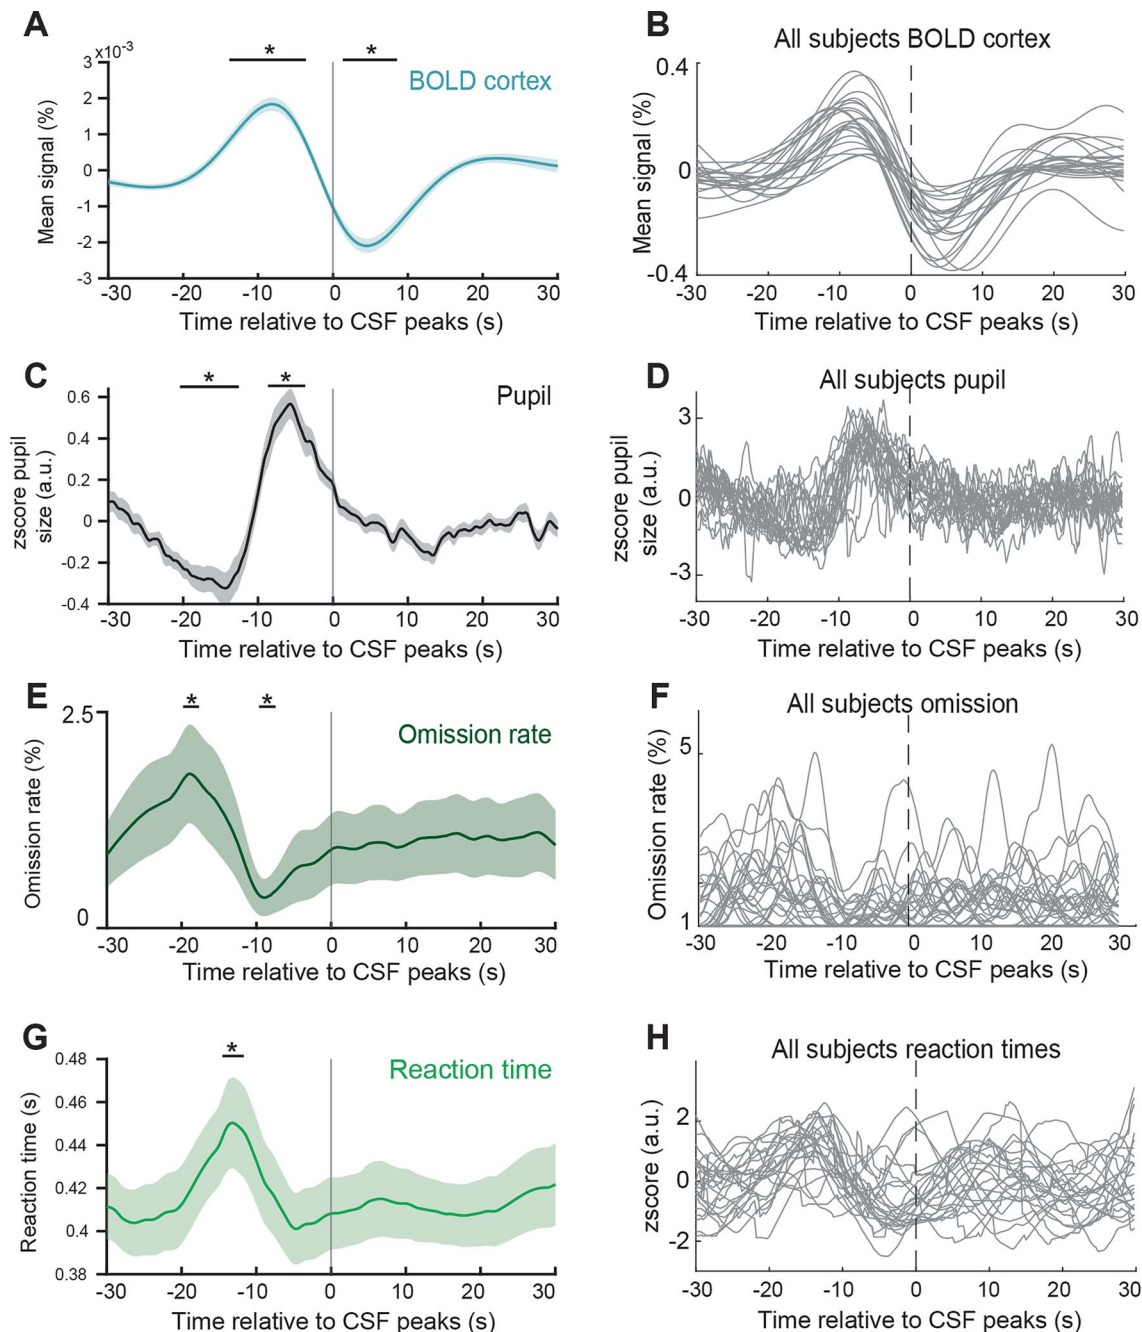 A
x10⁻³
3
2
1
0
-1
-2
-3
Mean signal (%)
*
*
BOLD cortex
-30 -20 -10 0 10 20 30
Time relative to CSF peaks (s)
B
All subjects BOLD cortex
0.4
0
-0.4
Mean signal (%)
-30 -20 -10 0 10 20 30
Time relative to CSF peaks (s)
C
0.6
0.4
0.2
0
-0.2
-0.4
zscore pupil
size (a.u.)
*
*
Pupil
-30 -20 -10 0 10 20 30
Time relative to CSF peaks (s)
D
All subjects pupil
3
0
-3
zscore pupil
size (a.u.)
-30 -20 -10 0 10 20 30
Time relative to CSF peaks (s)
E
2.5
0
Omission rate (%)
*
*
Omission rate
-30 -20 -10 0 10 20 30
Time relative to CSF peaks (s)
F
All subjects omission
5
1
Omission rate (%)
-30 -20 -10 0 10 20 30
Time relative to CSF peaks (s)
G
0.48
0.46
0.44
0.42
0.4
0.38
Reaction time (s)
*
Reaction time
-30 -20 -10 0 10 20 30
Time relative to CSF peaks (s)
H
All subjects reaction times
2
0
-2
zscore (a.u.)
-30 -20 -10 0 10 20 30
Time relative to CSF peaks (s)